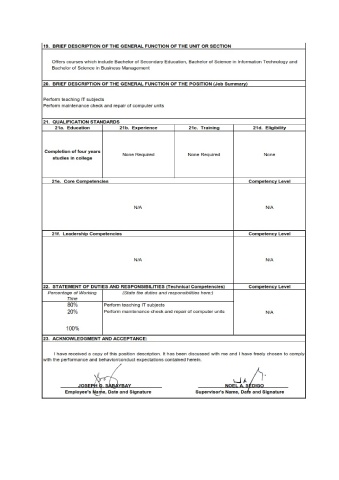 19. BRIEF DESCRIPTION OF THE GENERAL FUNCTION OF THE UNIT OR SECTION
Offers courses which include Bachelor of Secondary Education, Bachelor of Science in Information Technology and
Bachelor of Science in Business Management
20. BRIEF DESCRIPTION OF THE GENERAL FUNCTION OF THE POSITION (Job Summary)
Perform teaching IT subjects
Perform maintenance check and repair of computer units
21. QUALIFICATION STANDARDS
21a. Education 21b. Experience 21c. Training 21d. Eligibility
Completion of four years
studies in college
None Required None Required None
21e. Core Competencies Competency Level
N/A N/A
21f. Leadership Competencies Competency Level
N/A N/A
22. STATEMENT OF DUTIES AND RESPONSIBILITIES (Technical Competencies) Competency Level
Percentage of Working
Time
(State the duties and responsibilities here:)
80% Perform teaching IT subjects
20% Perform maintenance check and repair of computer units
N/A
100%
23. ACKNOWLEDGMENT AND ACCEPTANCE:
I have received a copy of this position description. It has been discussed with me and I have freely chosen to comply
with the performance and behavior/conduct expectations contained herein.
JOSEPH SABAYBAY NOEL A. SEDIGO
Employee's Name, Date and Signature Supervisor's Name, Date and Signature